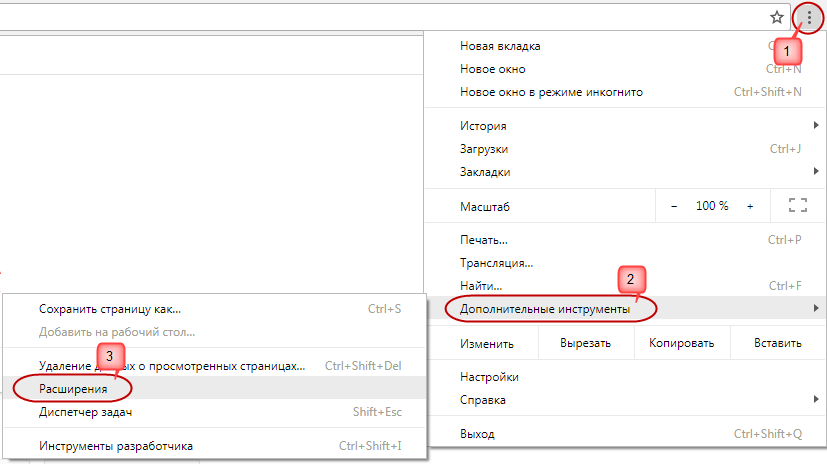 1
Новая вкладка
Новое окно Ctrl+N
Новое окно в режиме инкогнито Ctrl+Shift+N
История
Загрузки Ctrl+J
Закладки
Масштаб − 100 % +
Печать... Ctrl+P
Трансляция...
2
Найти... Ctrl+F
Дополнительные инструменты
Изменить Вырезать Копировать Вставить
Настройки
Справка
Выход Ctrl+Shift+Q
Сохранить страницу как... Ctrl+S
Добавить на рабочий стол...
3
Удаление данных о просмотренных страницах... Ctrl+Shift+Del
Расширения
Диспетчер задач Shift+Esc
Инструменты разработчика Ctrl+Shift+I